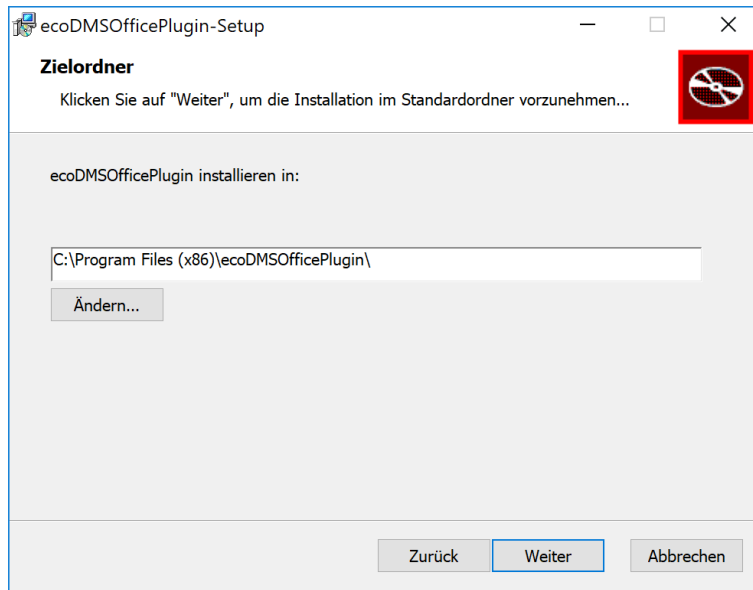 ecoDMSOfficePlugin-Setup
Zielordner
Klicken Sie auf "Weiter", um die Installation im Standardordner vorzunehmen...
ecoDMSOfficePlugin installieren in:
C:\Program Files (x86)\ecoDMSOfficePlugin\
Ändern...
Zurück Weiter Abbrechen